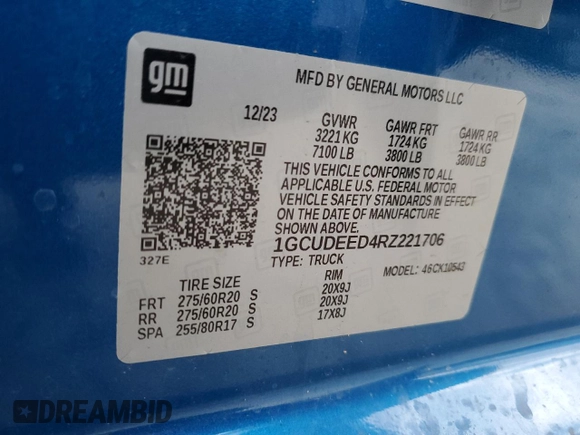 gm
MFD BY GENERAL MOTORS LLC
12/23 GVWR GAWR FRT GAWR RR
3221 KG 1724 KG 1724 KG
7100 LB 3800 LB 3800 LB
THIS VEHICLE CONFORMS TO ALL
APPLICABLE U.S. FEDERAL MOTOR
VEHICLE SAFETY STANDARDS IN EFFECT
ON THE DATE OF MANUFACTURE
SHOWN ABOVE.
1GCUDEED4RZ221706
327E TYPE: TRUCK MODEL: 46CK10543
TIRE SIZE RIM
FRT 275/60R20 S 20X9J
RR 275/60R20 S 20X9J
SPA 255/80R17 S 17X8J
DREAMBID